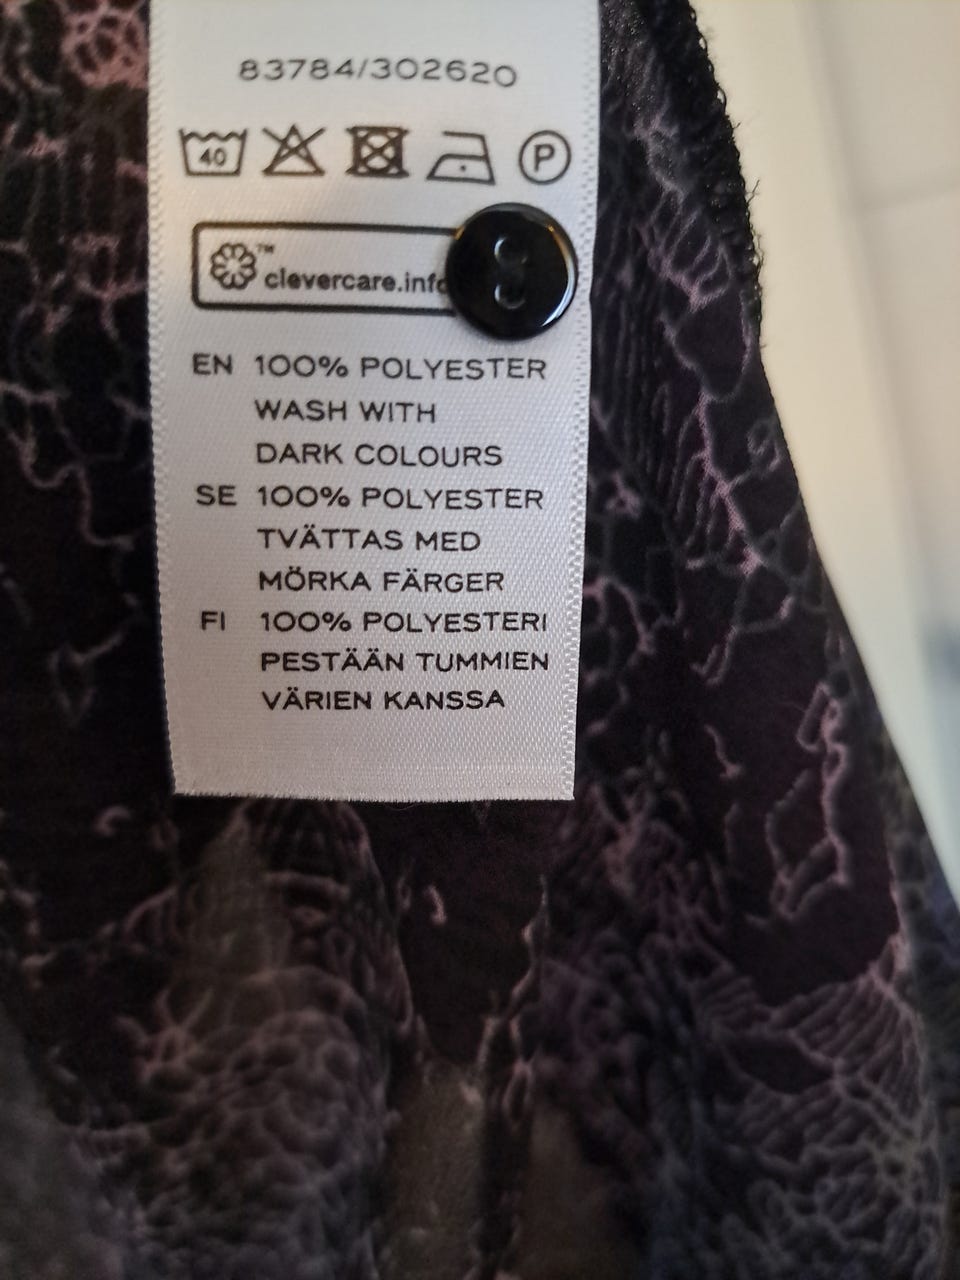 83784/302620
40 P
™
clevercare.info
EN 100% POLYESTER
WASH WITH
DARK COLOURS
SE 100% POLYESTER
TVÄTTAS MED
MÖRKA FÄRGER
FI 100% POLYESTERI
PESTÄÄN TUMMIEN
VÄRIEN KANSSA